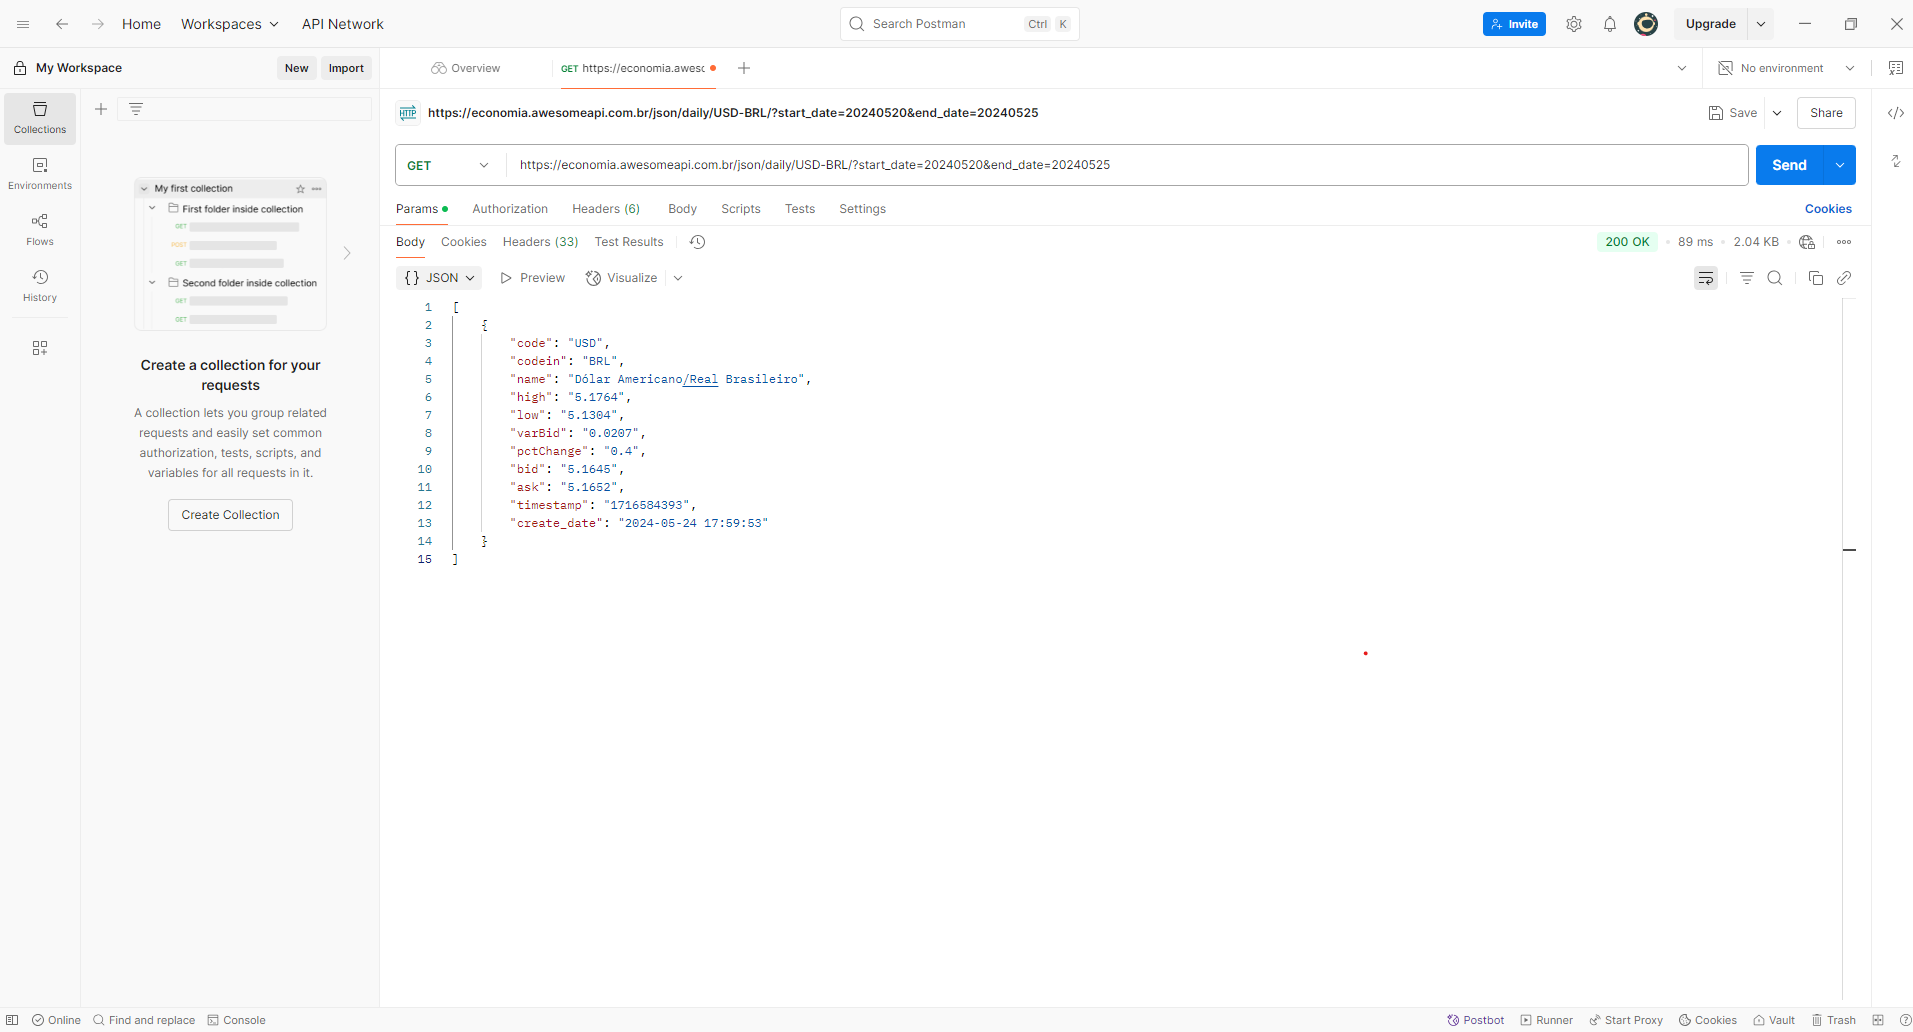 Home Workspaces API Network Search Postman Ctrl K Invite Upgrade
My Workspace New Import Overview GET https://economia.awesc No environment
Collections
Environments
Flows
History
My first collection
First folder inside collection
GET
POST
GET
Second folder inside collection
GET
GET
Create a collection for your
requests
A collection lets you group related
requests and easily set common
authorization, tests, scripts, and
variables for all requests in it.
Create Collection
HTTP https://economia.awesomeapi.com.br/json/daily/USD-BRL/?start_date=20240520&end_date=20240525 Save Share
GET https://economia.awesomeapi.com.br/json/daily/USD-BRL/?start_date=20240520&end_date=20240525 Send
Params Authorization Headers (6) Body Scripts Tests Settings Cookies
Body Cookies Headers (33) Test Results 200 OK 89 ms 2.04 KB
{} JSON Preview Visualize
1 [
2 {
3 "code": "USD",
4 "codein": "BRL",
5 "name": "Dólar Americano/Real Brasileiro",
6 "high": "5.1764",
7 "low": "5.1304",
8 "varBid": "0.0207",
9 "pctChange": "0.4",
10 "bid": "5.1645",
11 "ask": "5.1652",
12 "timestamp": "1716584393",
13 "create_date": "2024-05-24 17:59:53"
14 }
15 ]
Online Find and replace Console Postbot Runner Start Proxy Cookies Vault Trash